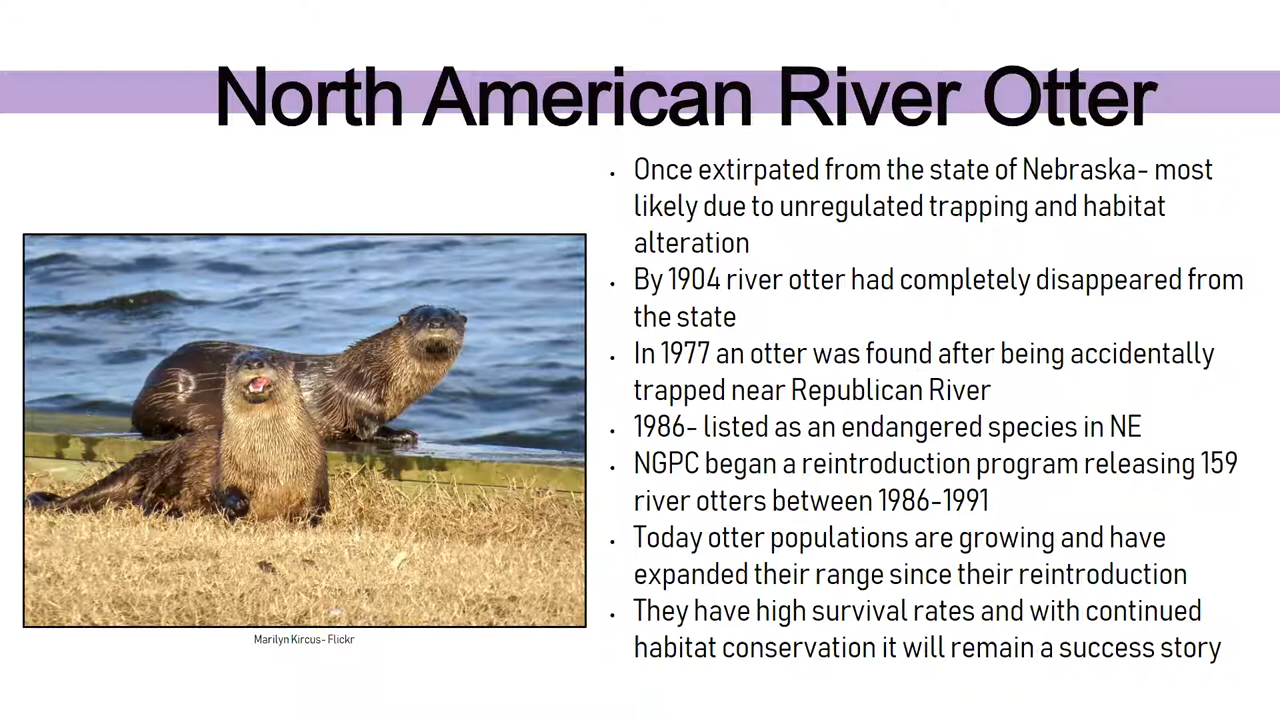 North American River Otter
• Once extirpated from the state of Nebraska- most
likely due to unregulated trapping and habitat
alteration
• By 1904 river otter had completely disappeared from
the state
• In 1977 an otter was found after being accidentally
trapped near Republican River
• 1986- listed as an endangered species in NE
• NGPC began a reintroduction program releasing 159
river otters between 1986-1991
• Today otter populations are growing and have
expanded their range since their reintroduction
• They have high survival rates and with continued
habitat conservation it will remain a success story
Marilyn Kircus- Flickr